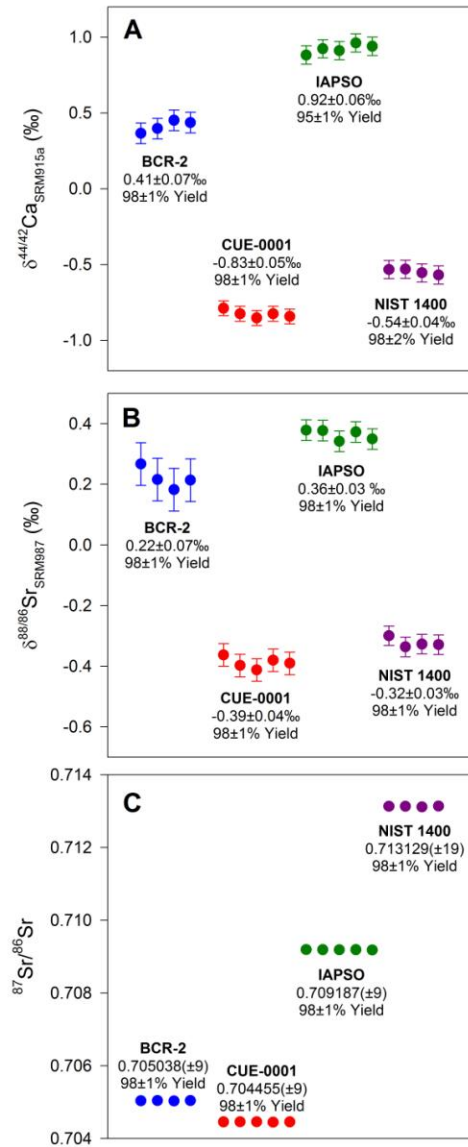 A
1.0
0.5
0.0
-0.5
-1.0
δ44/42CaSRM915a (‰)
IAPSO
0.92±0.06‰
95±1% Yield
BCR-2
0.41±0.07‰
98±1% Yield
CUE-0001
-0.83±0.05‰
98±1% Yield
NIST 1400
-0.54±0.04‰
98±2% Yield
B
0.4
0.2
0.0
-0.2
-0.4
-0.6
δ88/86SrSRM987 (‰)
IAPSO
0.36±0.03 ‰
98±1% Yield
BCR-2
0.22±0.07‰
98±1% Yield
CUE-0001
-0.39±0.04‰
98±1% Yield
NIST 1400
-0.32±0.03‰
98±1% Yield
C
0.714
0.712
0.710
0.708
0.706
0.704
87Sr/86Sr
NIST 1400
0.713129(±19)
98±1% Yield
IAPSO
0.709187(±9)
98±1% Yield
BCR-2
0.705038(±9)
98±1% Yield
CUE-0001
0.704455(±9)
98±1% Yield